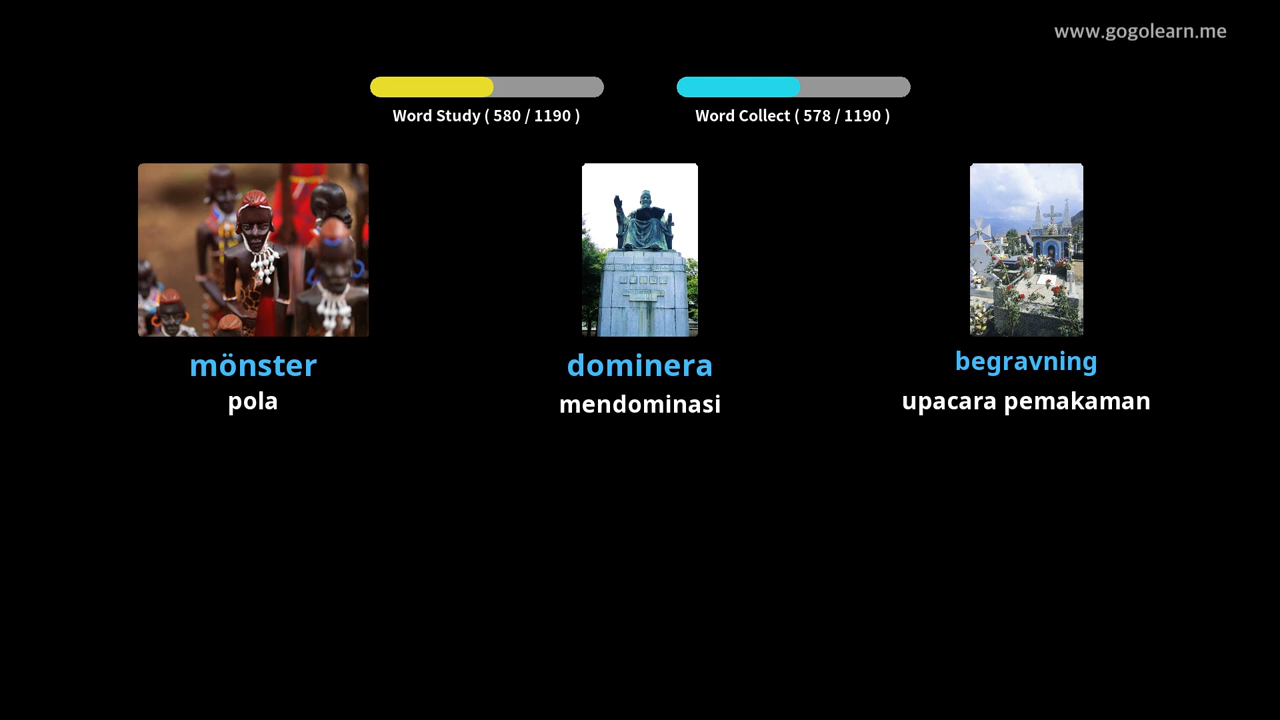 www.gogolearn.me
Word Study ( 580 / 1190 )
Word Collect ( 578 / 1190 )
mönster
pola
dominera
mendominasi
begravning
upacara pemakaman